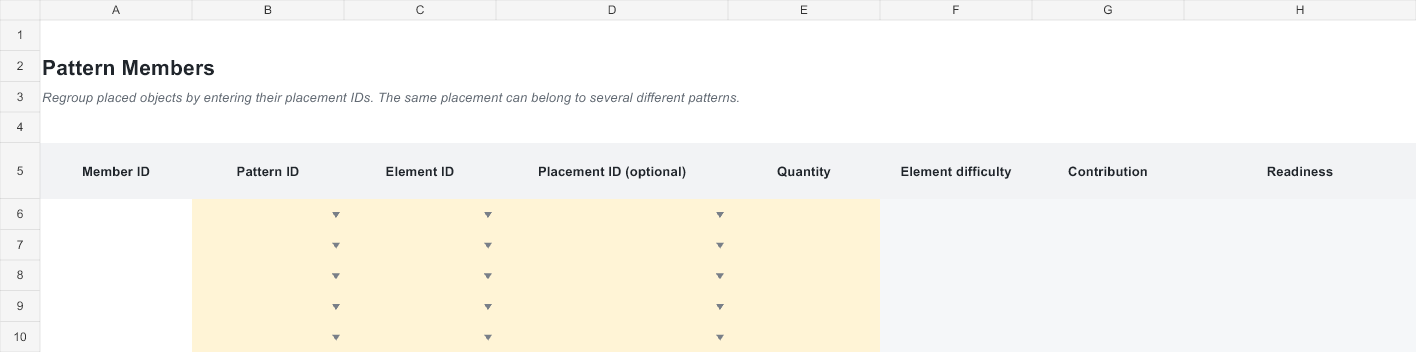 A B C D E F G H
1
2 Pattern Members
3 Regroup placed objects by entering their placement IDs. The same placement can belong to several different patterns.
4
5 Member ID Pattern ID Element ID Placement ID (optional) Quantity Element difficulty Contribution Readiness
6
7
8
9
10